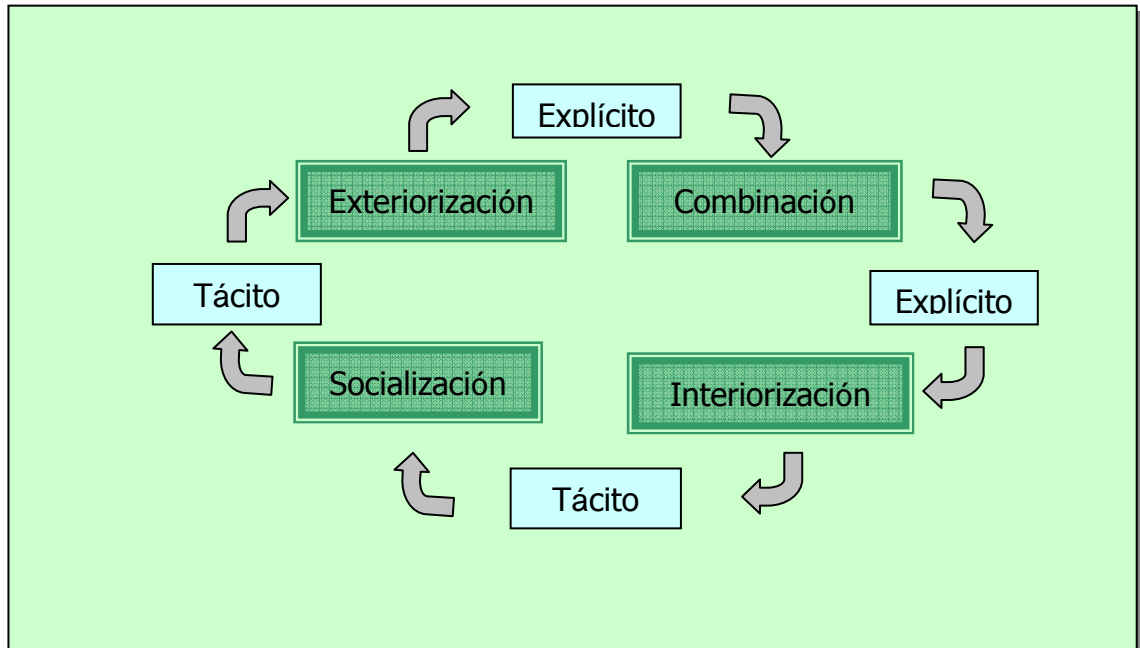 Explícito
Exteriorización
Combinación
Tácito
Explícito
Socialización
Interiorización
Tácito